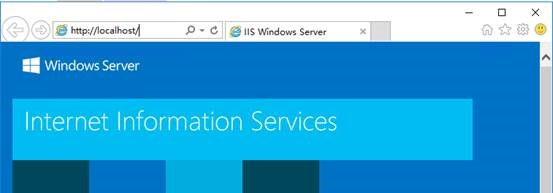 http://localhost/
IIS Windows Server
Windows Server
Internet Information Services